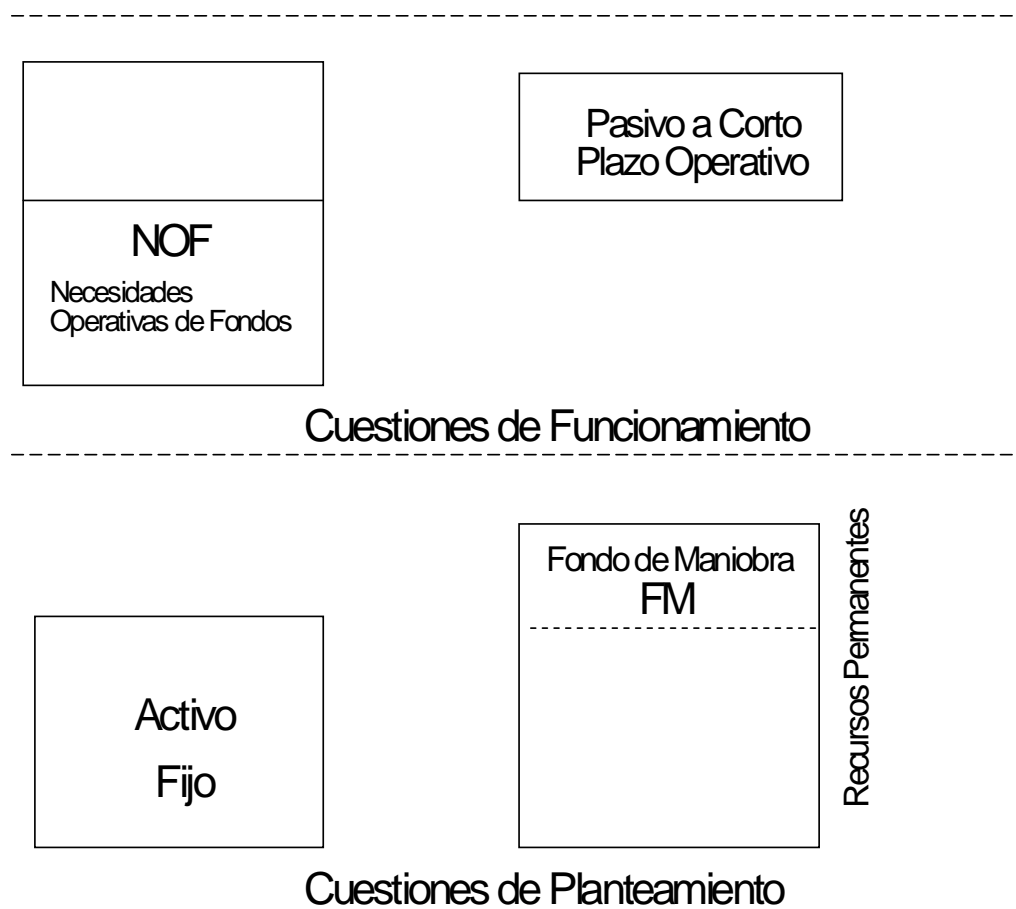 Pasivo a Corto
Plazo Operativo
NOF
Necesidades
Operativas de Fondos
Cuestiones de Funcionamiento
Fondo de Maniobra
FM
Recursos Permanentes
Activo
Fijo
Cuestiones de Planteamiento